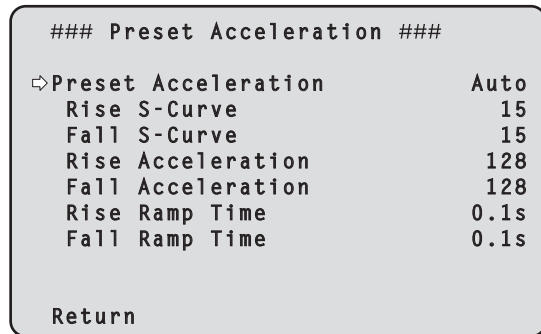 ### Preset Acceleration ###
⇨Preset Acceleration Auto
Rise S-Curve 15
Fall S-Curve 15
Rise Acceleration 128
Fall Acceleration 128
Rise Ramp Time 0.1s
Fall Ramp Time 0.1s
Return